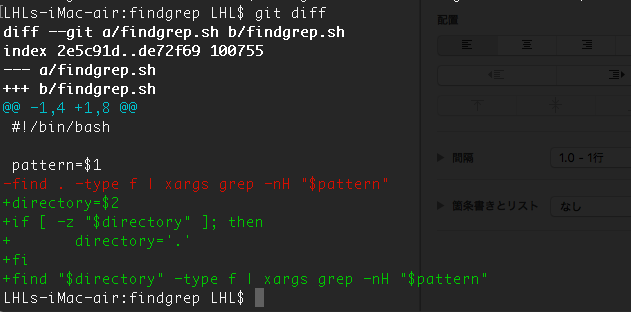 LHLs-iMac-air:findgrep LHL$ git diff
diff --git a/findgrep.sh b/findgrep.sh
index 2e5c91d..de72f69 100755
--- a/findgrep.sh
+++ b/findgrep.sh
@@ -1,4 +1,8 @@
 #!/bin/bash

 pattern=$1
-find . -type f | xargs grep -nH "$pattern"
+directory=$2
+if [ -z "$directory" ]; then
+       directory='.'
+fi
+find "$directory" -type f | xargs grep -nH "$pattern"
LHLs-iMac-air:findgrep LHL$
配置
間隔 1.0 - 1行
箇条書きとリスト なし